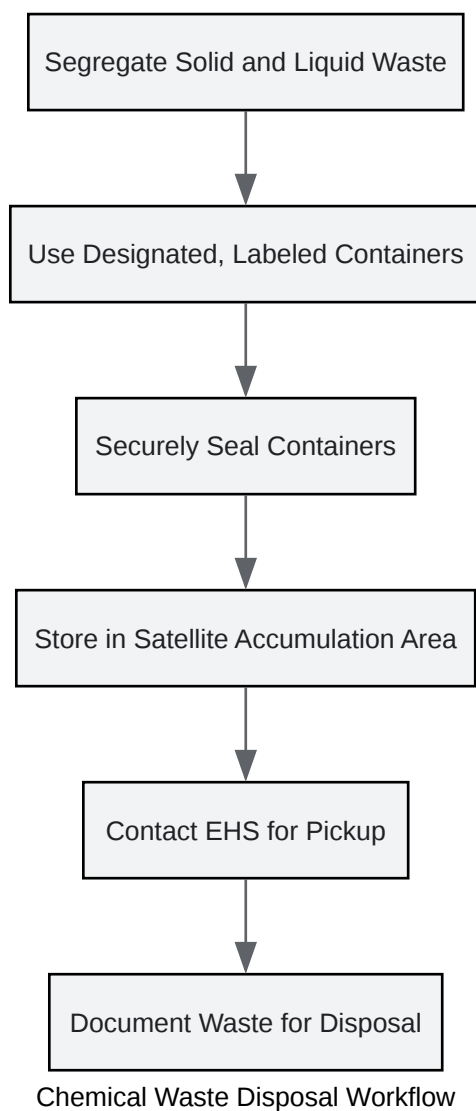 Segregate Solid and Liquid Waste
Use Designated, Labeled Containers
Securely Seal Containers
Store in Satellite Accumulation Area
Contact EHS for Pickup
Document Waste for Disposal
Chemical Waste Disposal Workflow